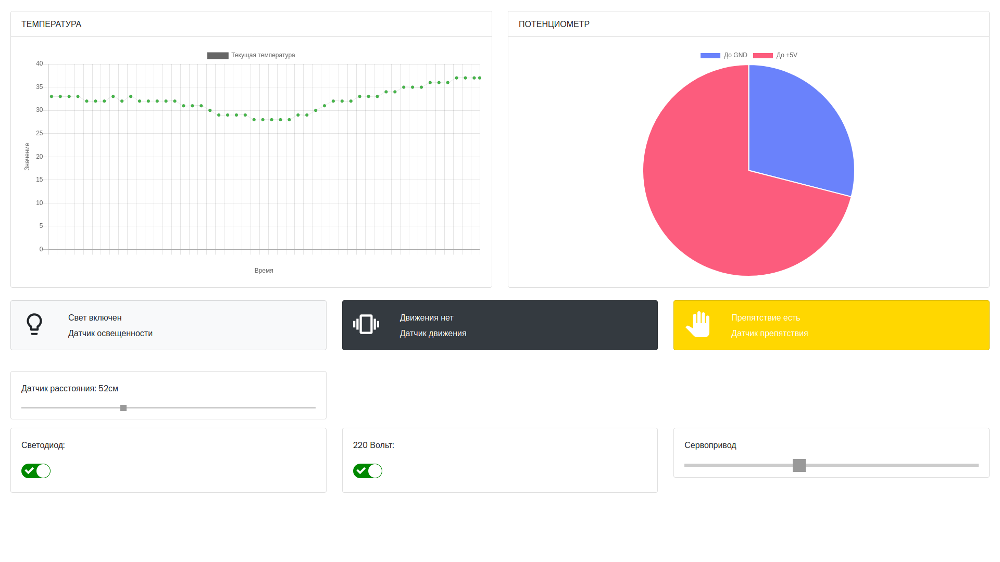 ТЕМПЕРАТУРА
Текущая температура
40
35
30
25
20
15
10
5
0
Значение
Время
ПОТЕНЦИОМЕТР
До GND
До +5V
Свет включен
Датчик освещенности
Движения нет
Датчик движения
Препятствие есть
Датчик препятствия
Датчик расстояния: 52см
Светодиод:
220 Вольт:
Сервопривод